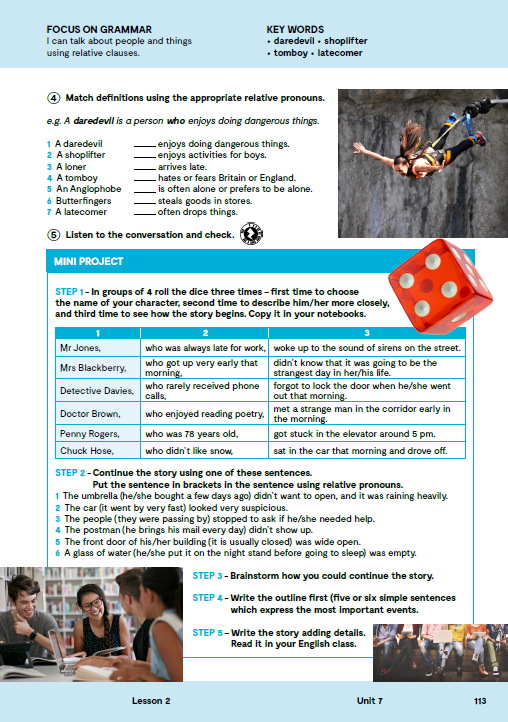 FOCUS ON GRAMMAR
I can talk about people and things
using relative clauses.
KEY WORDS
• daredevil • shoplifter
• tomboy • latecomer
4 Match definitions using the appropriate relative pronouns.
e.g. A daredevil is a person who enjoys doing dangerous things.
1 A daredevil ____ enjoys doing dangerous things.
2 A shoplifter ____ enjoys activities for boys.
3 A loner ____ arrives late.
4 A tomboy ____ hates or fears Britain or England.
5 An Anglophobe ____ is often alone or prefers to be alone.
6 Butterfingers ____ steals goods in stores.
7 A latecomer ____ often drops things.
5 Listen to the conversation and check.
MINI PROJECT
STEP 1 - In groups of 4 roll the dice three times – first time to choose
the name of your character, second time to describe him/her more closely,
and third time to see how the story begins. Copy it in your notebooks.
1 2 3
Mr Jones, who was always late for work, woke up to the sound of sirens on the street.
Mrs Blackberry, who got up very early that morning, didn't know that it was going to be the strangest day in her/his life.
Detective Davies, who rarely received phone calls, forgot to lock the door when he/she went out that morning.
Doctor Brown, who enjoyed reading poetry, met a strange man in the corridor early in the morning.
Penny Rogers, who was 78 years old, got stuck in the elevator around 5 pm.
Chuck Hose, who didn't like snow, sat in the car that morning and drove off.
STEP 2 - Continue the story using one of these sentences.
Put the sentence in brackets in the sentence using relative pronouns.
1 The umbrella (he/she bought a few days ago) didn't want to open, and it was raining heavily.
2 The car (it went by very fast) looked very suspicious.
3 The people (they were passing by) stopped to ask if he/she needed help.
4 The postman (he brings his mail every day) didn't show up.
5 The front door of his/her building (it is usually closed) was wide open.
6 A glass of water (he/she put it on the night stand before going to sleep) was empty.
STEP 3 - Brainstorm how you could continue the story.
STEP 4 - Write the outline first (five or six simple sentences
which express the most important events.
STEP 5 - Write the story adding details.
Read it in your English class.
Lesson 2 Unit 7 113